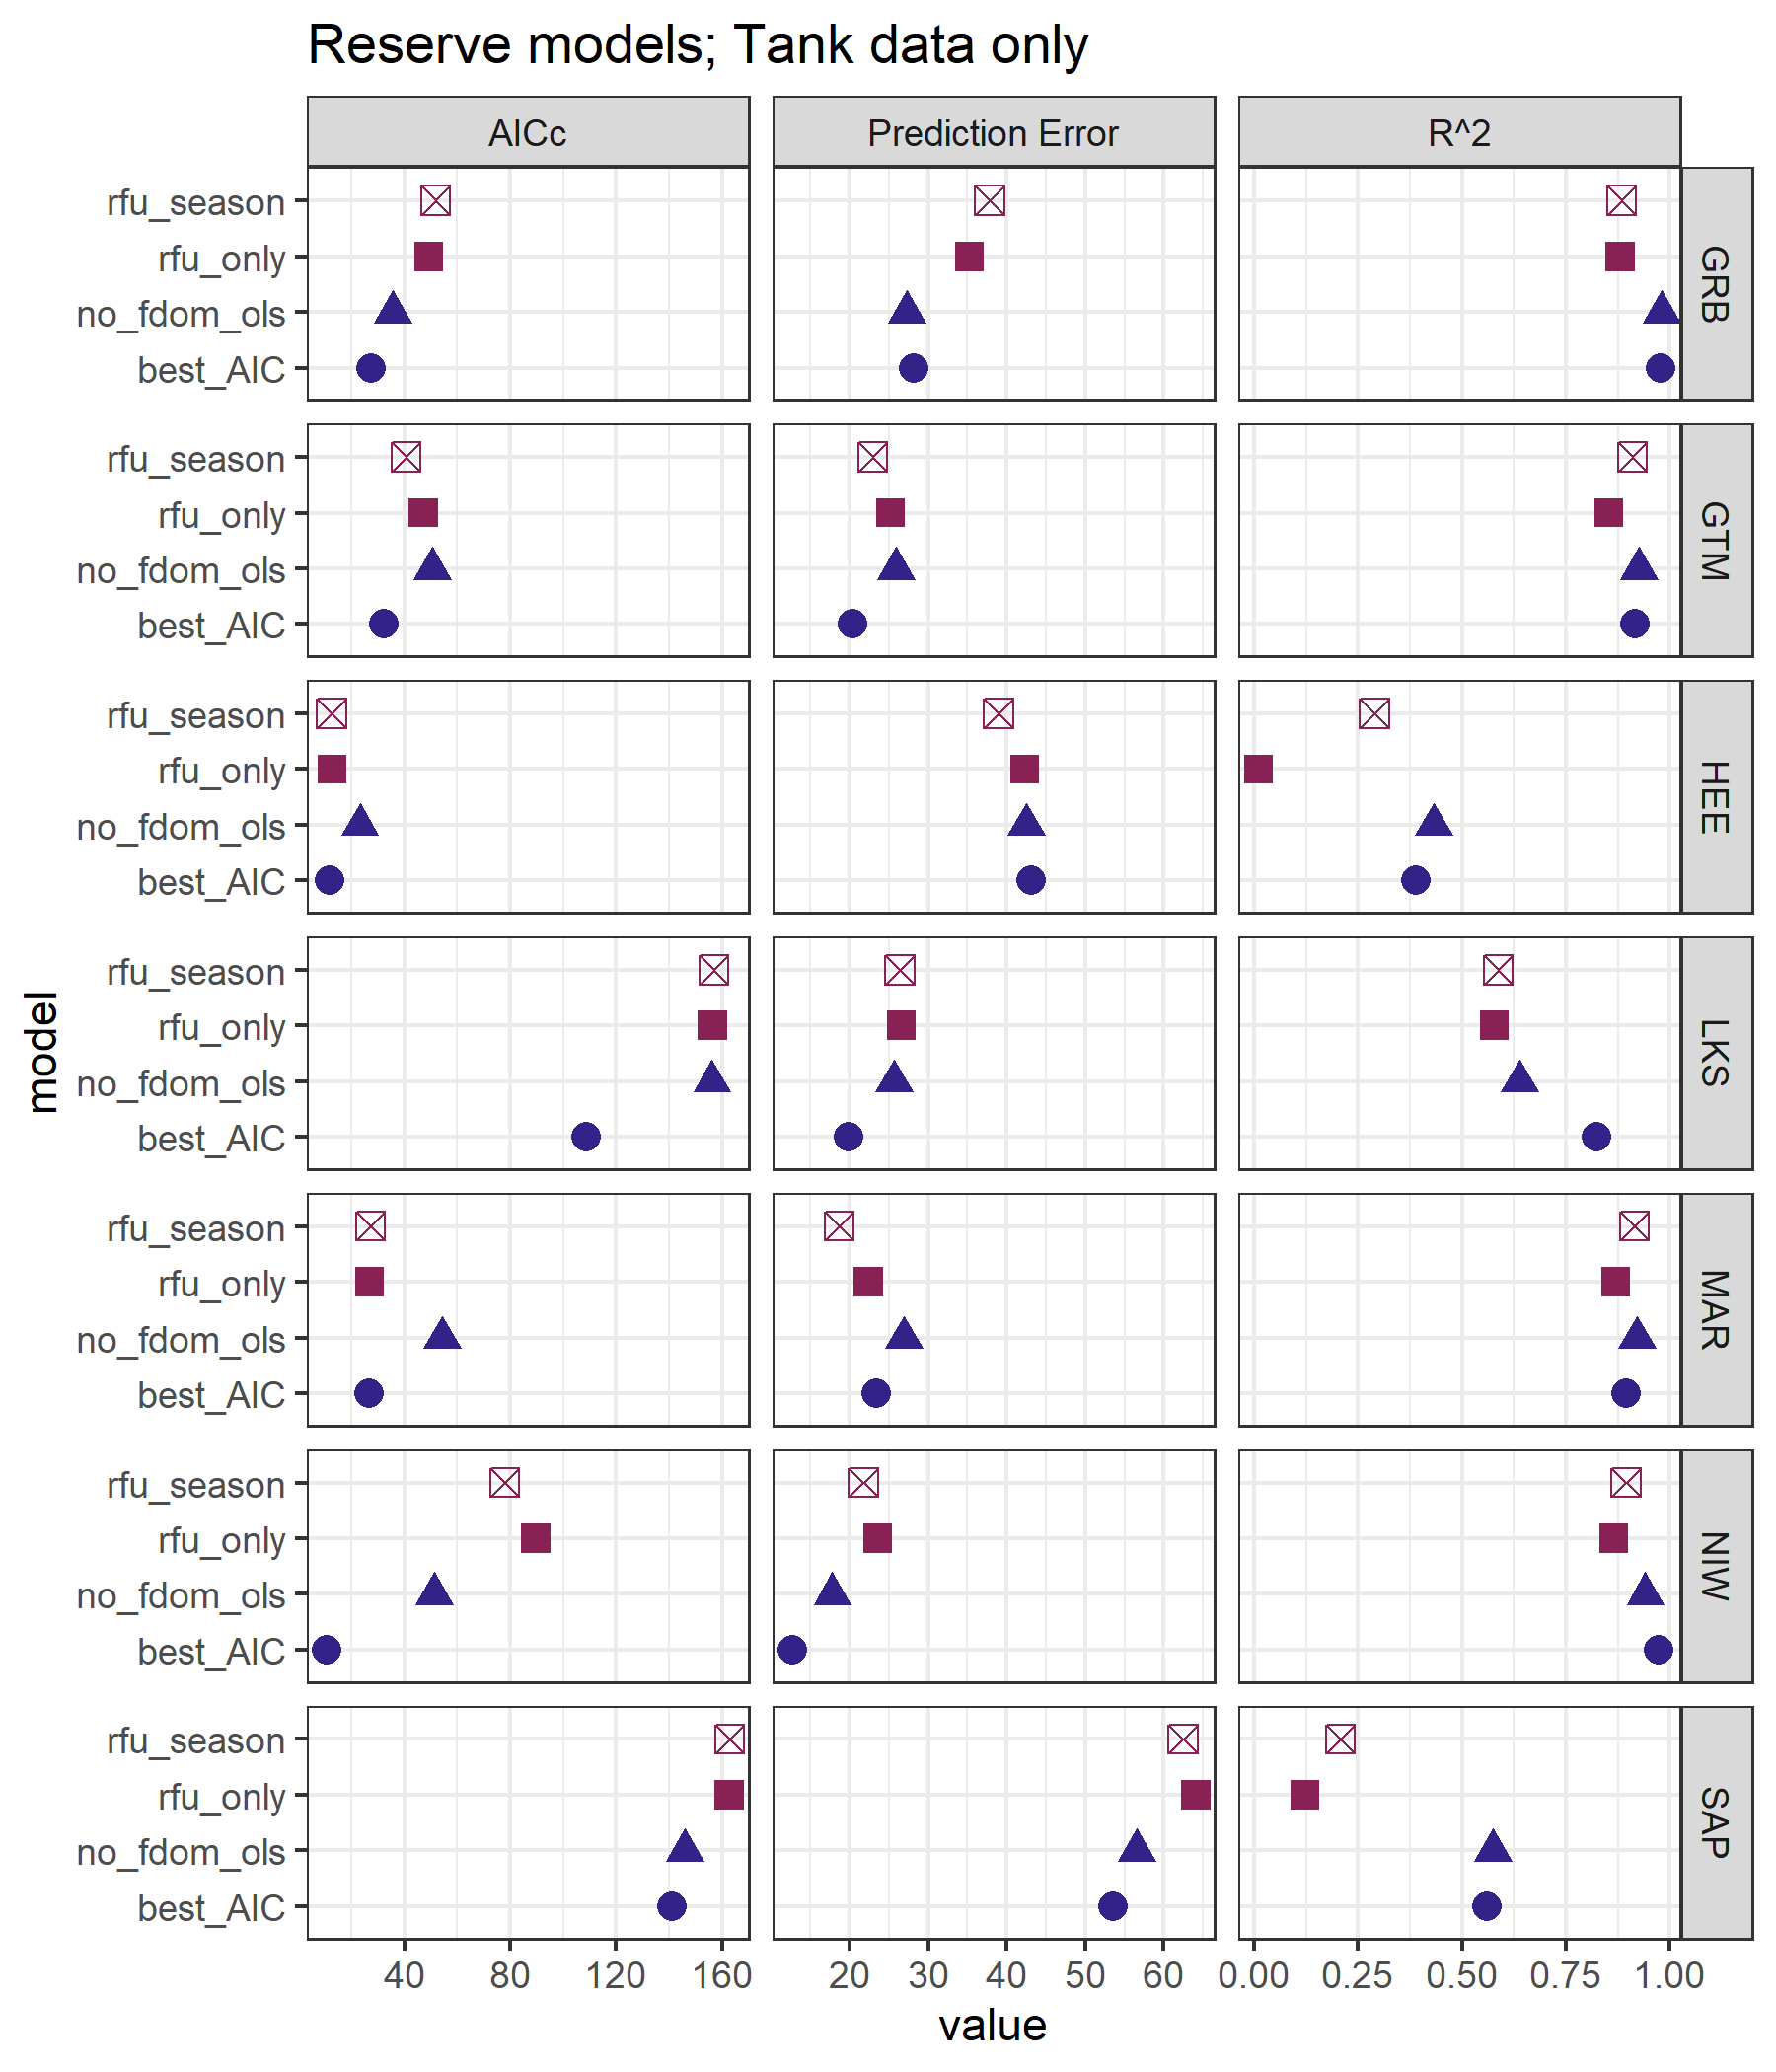 Reserve models; Tank data only
AICc Prediction Error R^2
rfu_season
rfu_only
no_fdom_ols
best_AIC
GRB
rfu_season
rfu_only
no_fdom_ols
best_AIC
GTM
rfu_season
rfu_only
no_fdom_ols
best_AIC
HEE
rfu_season
rfu_only
no_fdom_ols
best_AIC
LKS
rfu_season
rfu_only
no_fdom_ols
best_AIC
MAR
rfu_season
rfu_only
no_fdom_ols
best_AIC
NIW
rfu_season
rfu_only
no_fdom_ols
best_AIC
SAP
model
40 80 120 160 20 30 40 50 60 0.00 0.25 0.50 0.75 1.00
value